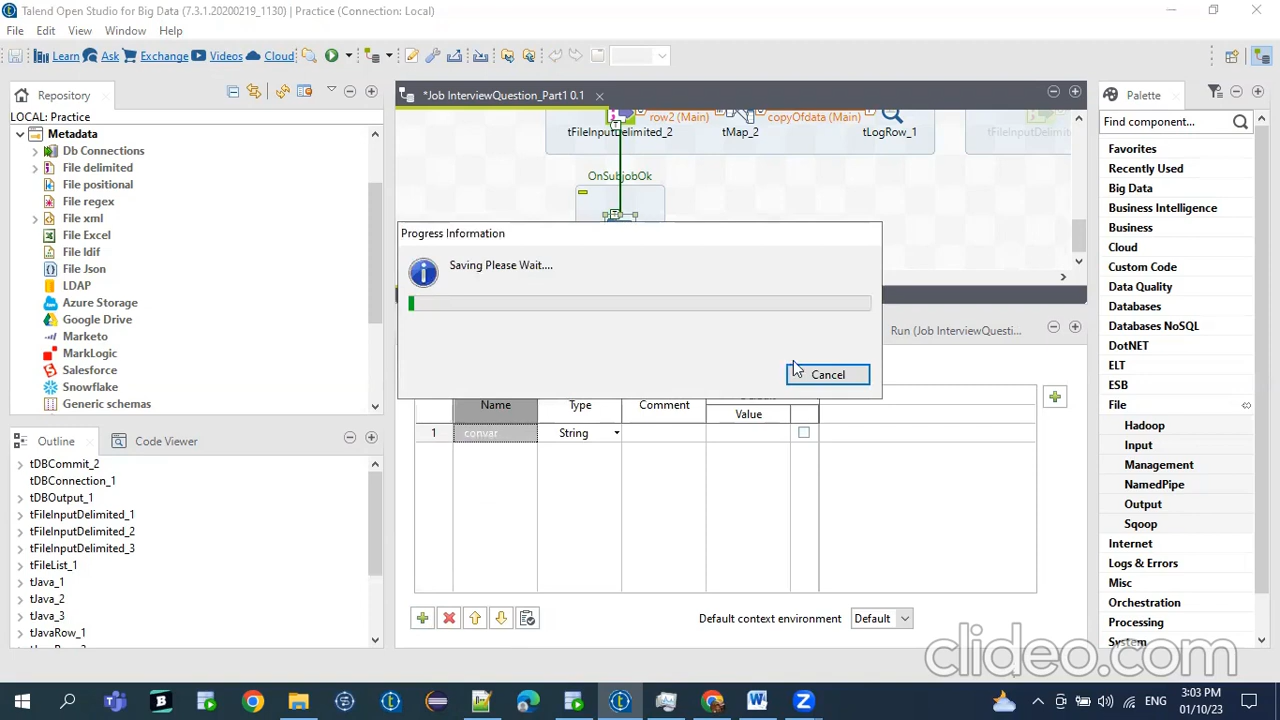 Talend Open Studio for Big Data (7.3.1.20200219_1130) | Practice (Connection: Local)
File Edit View Window Help
Learn Ask Exchange Videos Cloud
Repository
LOCAL: Practice
Metadata
Db Connections
File delimited
File positional
File regex
File xml
File Excel
File ldif
File Json
LDAP
Azure Storage
Google Drive
Marketo
MarkLogic
Salesforce
Snowflake
Generic schemas
Outline Code Viewer
tDBCommit_2
tDBConnection_1
tDBOutput_1
tFileInputDelimited_1
tFileInputDelimited_2
tFileInputDelimited_3
tFileList_1
tJava_1
tJava_2
tJava_3
tJavaRow_1
*Job InterviewQuestion_Part1 0.1
row2 (Main) copyOfdata (Main)
tFileInputDelimited_2 tMap_2 tLogRow_1 tFileInputDelimit
OnSubjobOk
Progress Information
Saving Please Wait....
Cancel
Run (Job InterviewQuesti...
Name Type Comment
Value
1 convar String
Default context environment Default
Palette
Find component...
Favorites
Recently Used
Big Data
Business Intelligence
Business
Cloud
Custom Code
Data Quality
Databases
Databases NoSQL
DotNET
ELT
ESB
File
Hadoop
Input
Management
NamedPipe
Output
Sqoop
Internet
Logs & Errors
Misc
Orchestration
Processing
System
clideo.com
ENG
3:03 PM
01/10/23